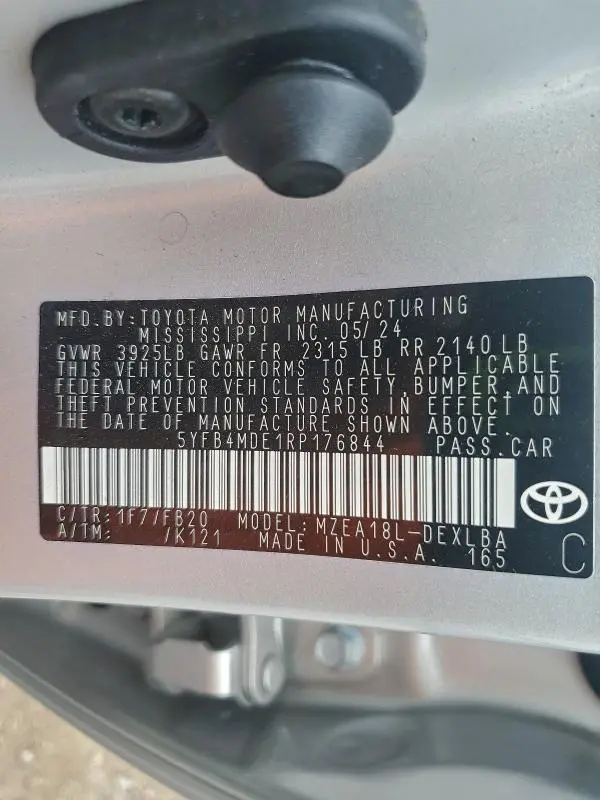 MFD.BY:TOYOTA MOTOR MANUFACTURING
MISSISSIPPI INC. 05/24
GVWR 3925LB GAWR FR 2315 LB RR 2140 LB
THIS VEHICLE CONFORMS TO ALL APPLICABLE
FEDERAL MOTOR VEHICLE SAFETY,BUMPER,AND
THEFT PREVENTION STANDARDS IN EFFECT ON
THE DATE OF MANUFACTURE SHOWN ABOVE.
5YFB4MDE1RP176844 PASS.CAR
C/TR:1F7/FB20 MODEL:MZEA18L-DEXLBA
A/TM: /K121 MADE IN U.S.A. 165 C